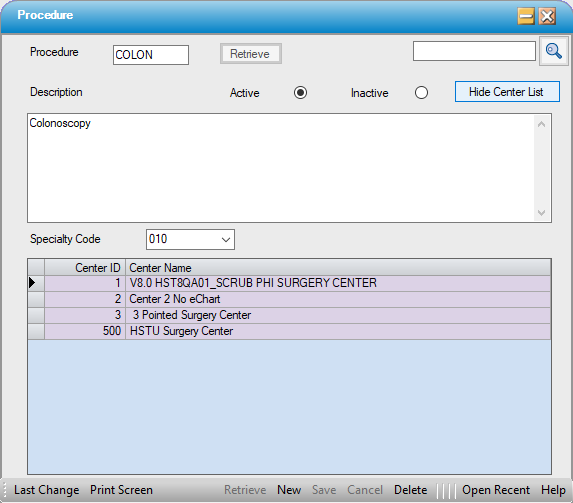 Procedure
Procedure COLON Retrieve
Description Active Inactive Hide Center List
Colonoscopy
Specialty Code 010
Center ID Center Name
1 V8.0 HST8QA01_SCRUB PHI SURGERY CENTER
2 Center 2 No eChart
3 3 Pointed Surgery Center
500 HSTU Surgery Center
Last Change Print Screen Retrieve New Save Cancel Delete Open Recent Help